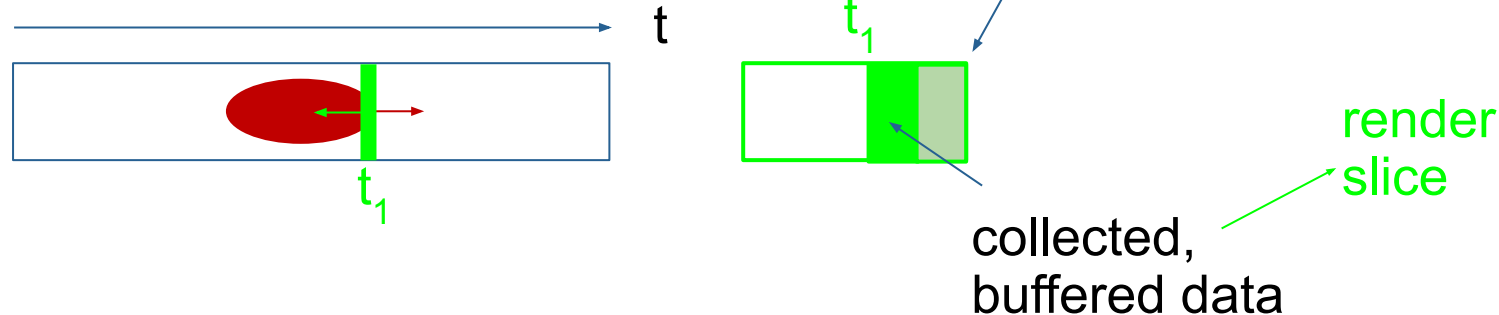 t
t₁
t₁
render
slice
collected,
buffered data